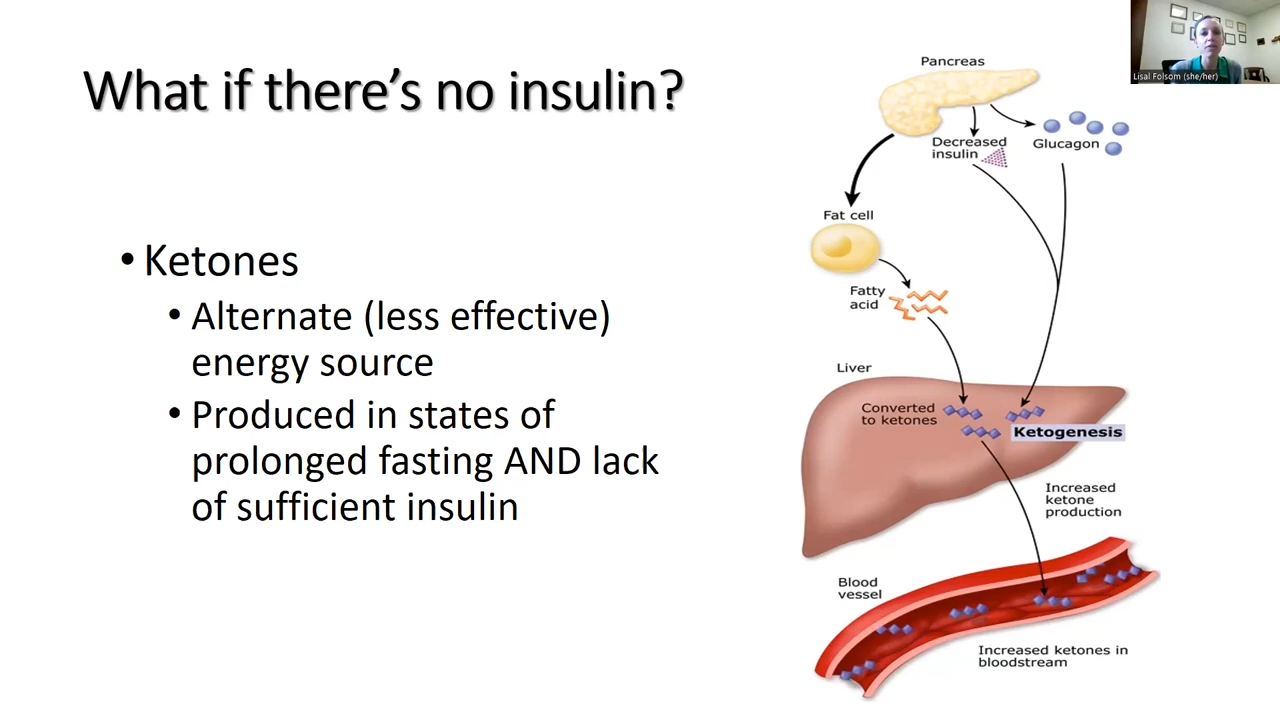 What if there's no insulin?
• Ketones
• Alternate (less effective)
energy source
• Produced in states of
prolonged fasting AND lack
of sufficient insulin
Pancreas
Decreased
insulin
Glucagon
Fat cell
Fatty
acid
Liver
Converted
to ketones
Ketogenesis
Increased
ketone
production
Blood
vessel
Increased ketones in
bloodstream
Lisal Folsom (she/her)